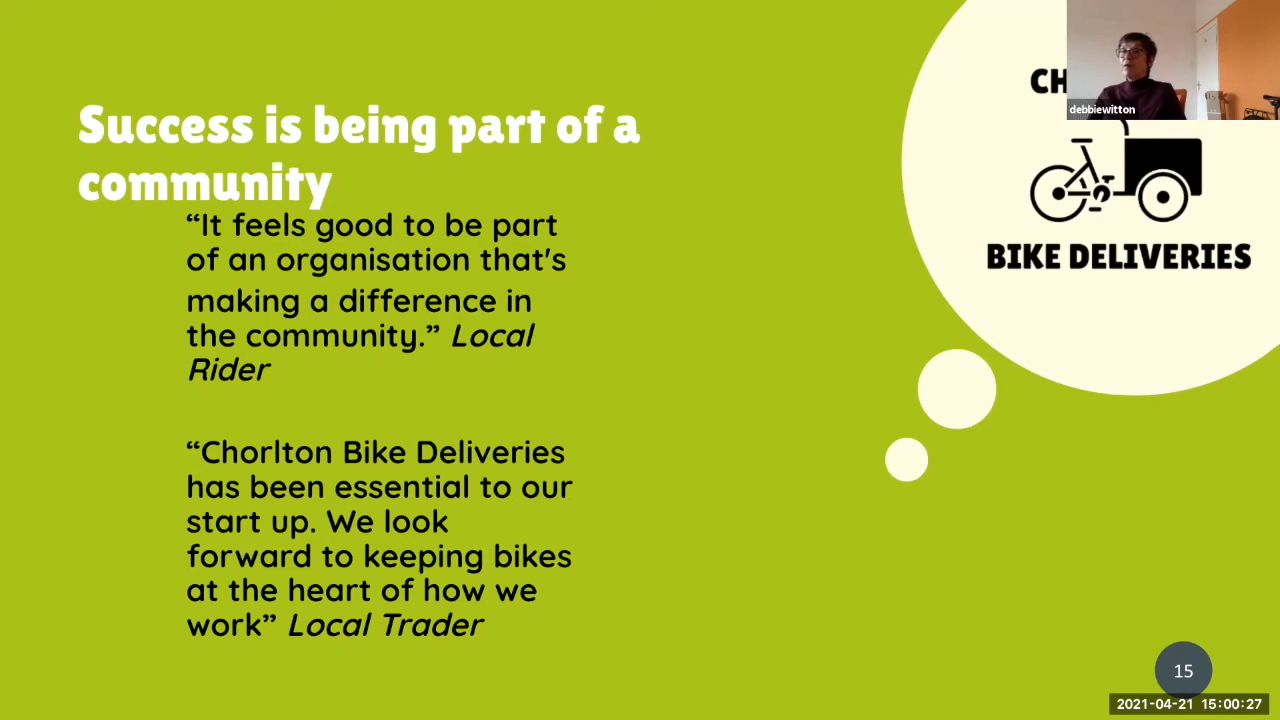 Success is being part of a
community
“It feels good to be part
of an organisation that's
making a difference in
the community.” Local
Rider
“Chorlton Bike Deliveries
has been essential to our
start up. We look
forward to keeping bikes
at the heart of how we
work” Local Trader
CH
debbiewitton
BIKE DELIVERIES
15
2021-04-21 15:00:27